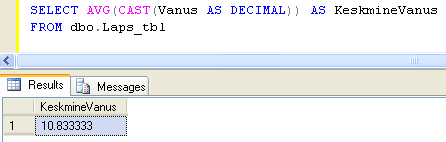 SELECT AVG(CAST(Vanus AS DECIMAL)) AS KeskmineVanus
FROM dbo.Laps_tbl
Results Messages
KeskmineVanus
1 10.833333